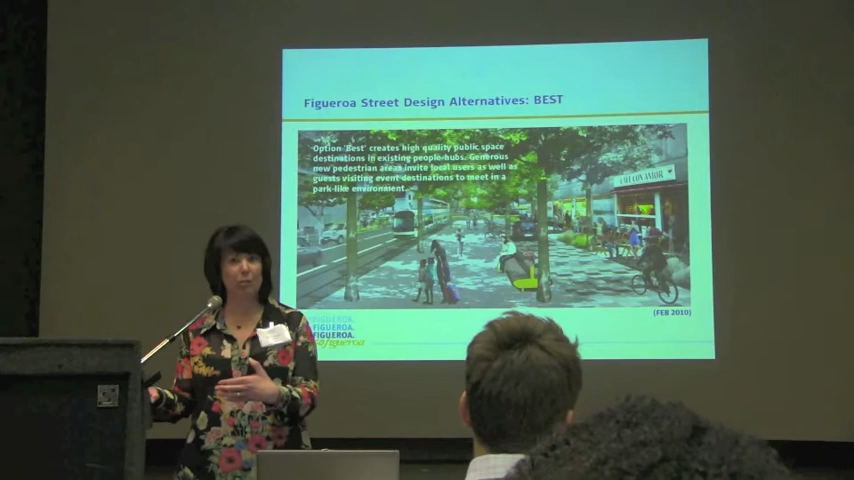 Figueroa Street Design Alternatives: BEST
Option 'Best' creates high quality public space
destinations in existing people-hubs. Generous
new pedestrian areas invite local users as well as
guests visiting event destinations to meet in a
park-like environment.
(FEB 2010)
FIGUEROA.
FIGUEROA.
FIGUEROA.
figueroa